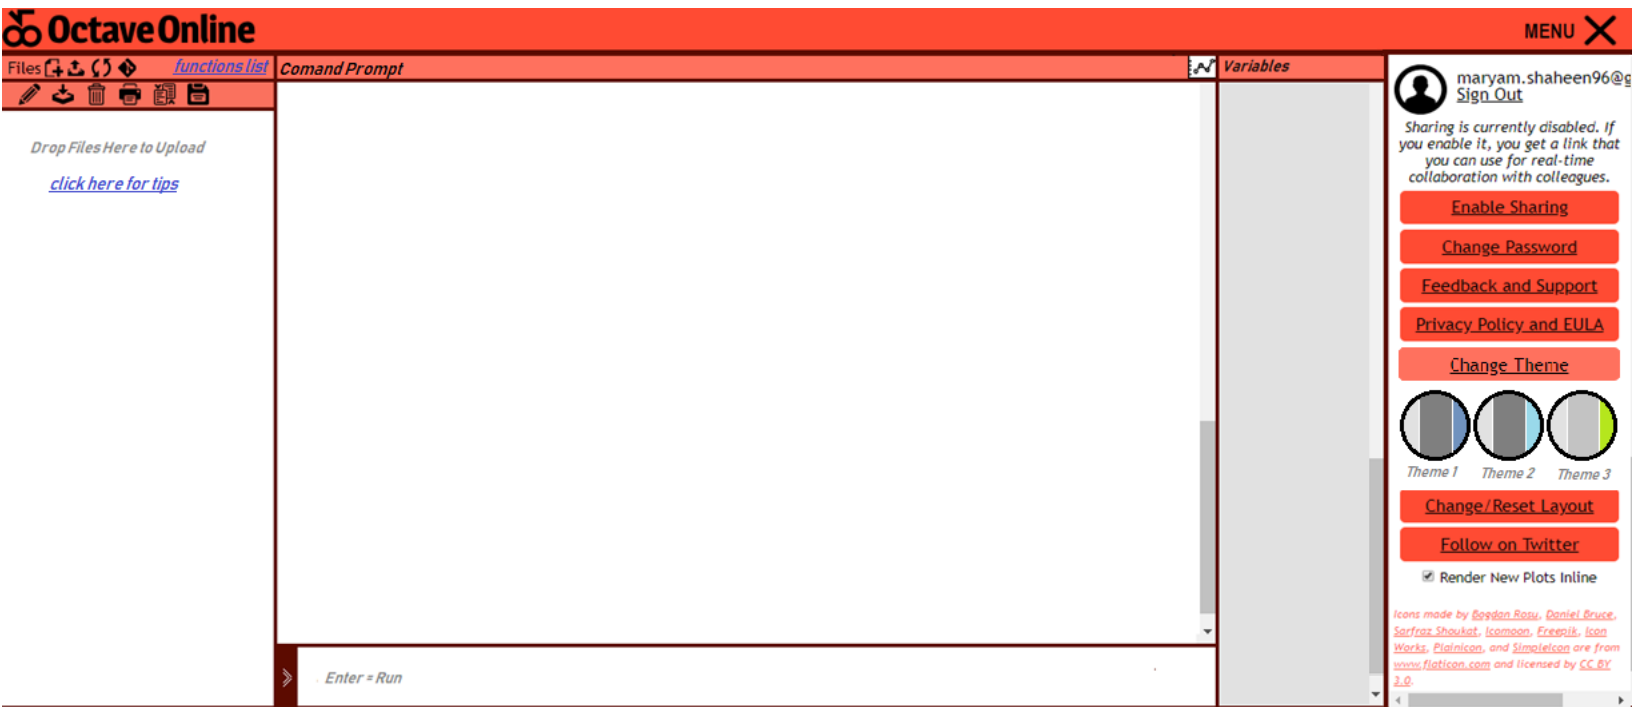 Octave Online
MENU
Files
functions list
Comand Prompt
Variables
Drop Files Here to Upload
click here for tips
Enter = Run
maryam.shaheen96@g
Sign Out
Sharing is currently disabled. If
you enable it, you get a link that
you can use for real-time
collaboration with colleagues.
Enable Sharing
Change Password
Feedback and Support
Privacy Policy and EULA
Change Theme
Theme 1
Theme 2
Theme 3
Change/Reset Layout
Follow on Twitter
Render New Plots Inline
Icons made by Bogdan Rosu, Daniel Bruce,
Sarfraz Shoukat, Icomoon, Freepik, Icon
Works, Plainicon, and SimpleIcon are from
www.flaticon.com and licensed by CC BY
3.0.